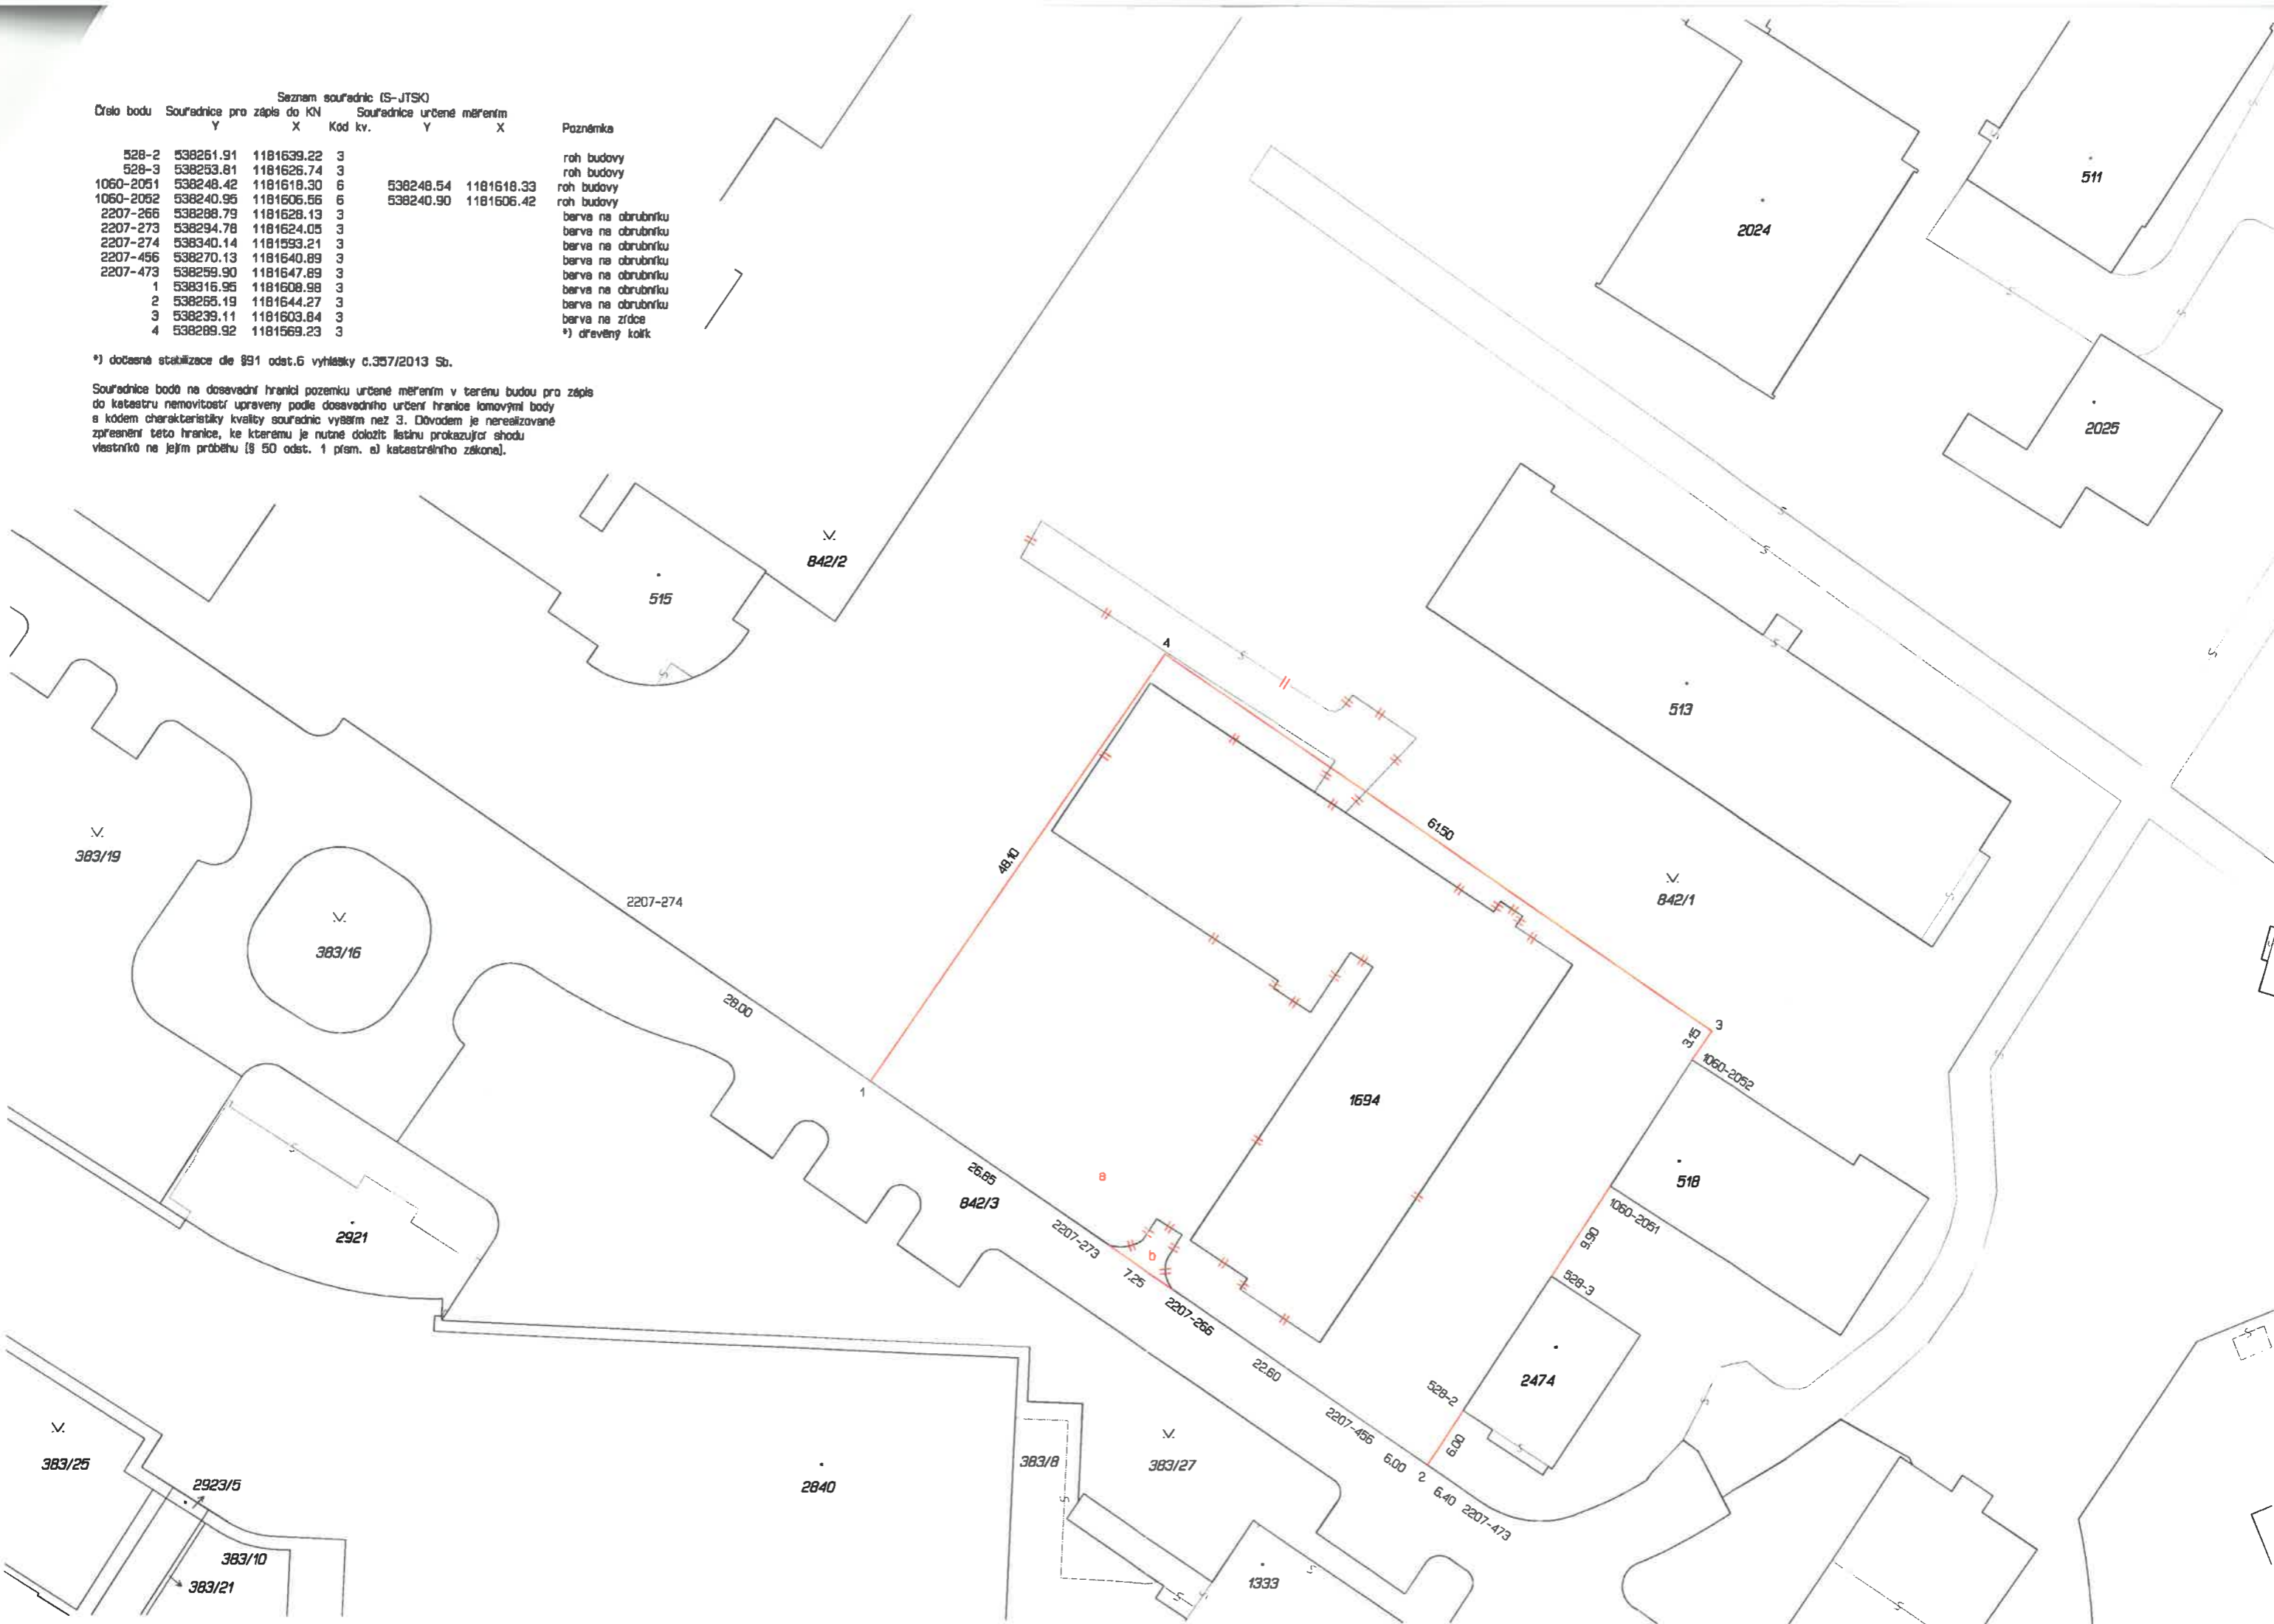 Seznam souřadnic (S-JTSK)
Číslo bodu Souřadnice pro zápis do KN Souřadnice určené měřením
Y X Kód kv. Y X Poznámka
528-2 538261.91 1181639.22 3 roh budovy
528-3 538253.81 1181626.74 3 roh budovy
1060-2051 538248.42 1181618.30 6 538248.54 1181618.33 roh budovy
1060-2052 538240.95 1181606.56 6 538240.90 1181606.42 roh budovy
2207-266 538288.79 1181628.13 3 barva na obrubníku
2207-273 538294.78 1181624.05 3 barva na obrubníku
2207-274 538340.14 1181593.21 3 barva na obrubníku
2207-456 538270.13 1181640.89 3 barva na obrubníku
2207-473 538259.90 1181647.89 3 barva na obrubníku
1 538316.95 1181608.98 3 barva na obrubníku
2 538265.19 1181644.27 3 barva na obrubníku
3 538239.11 1181603.84 3 barva na zídce
4 538289.92 1181569.23 3 *) dřevěný kolík
*) dočasná stabilizace dle §91 odst.6 vyhlášky č.357/2013 Sb.
Souřadnice bodů na dosavadní hranici pozemku určené měřením v terénu budou pro zápis
do katastru nemovitostí upraveny podle dosavadního určení hranice lomovými body
s kódem charakteristiky kvality souřadnic vyšším než 3. Důvodem je nerealizované
zpřesnění této hranice, ke kterému je nutné doložit listinu prokazující shodu
vlastníků na jejím průběhu [§ 50 odst. 1 písm. a) katastrálního zákona].
511
2024
2025
842/2
515
4
513
61.50
383/19
48.10
842/1
2207-274
383/16
28.00
3
3.15
1060-2052
1
1694
518
a
26.85
842/3
1060-2051
2921
2207-273
b
9.90
7.25
528-3
2207-266
22.60
2474
528-2
2207-456
6.00
6.00
2
6.40
2207-473
383/25
2923/5
2840
383/8
383/27
383/10
383/21
1333